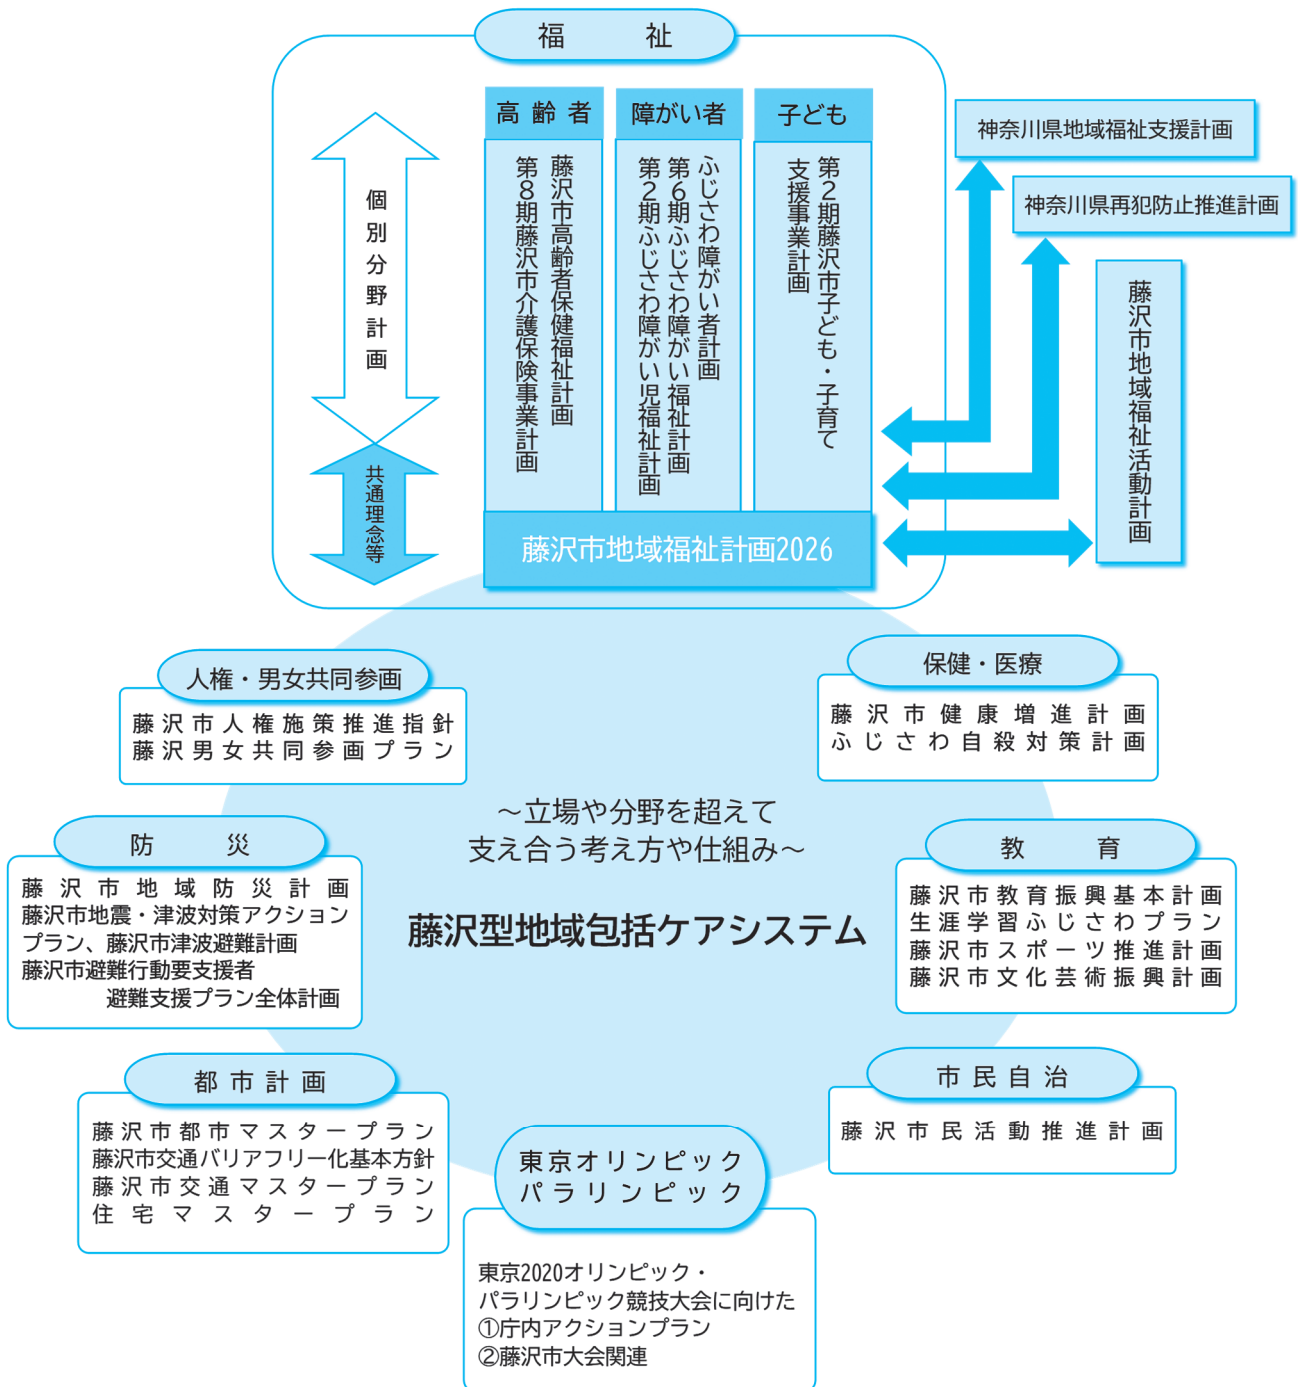 福祉
高齢者
障がい者
子ども
個別分野計画
共通理念等
藤沢市高齢者保健福祉計画
第8期藤沢市介護保険事業計画
ふじさわ障がい者計画
第6期ふじさわ障がい福祉計画
第2期ふじさわ障がい児福祉計画
第2期藤沢市子ども・子育て
支援事業計画
藤沢市地域福祉計画2026
神奈川県地域福祉支援計画
神奈川県再犯防止推進計画
藤沢市地域福祉活動計画
人権・男女共同参画
藤沢市人権施策推進指針
藤沢男女共同参画プラン
保健・医療
藤沢市健康増進計画
ふじさわ自殺対策計画
～立場や分野を超えて
支え合う考え方や仕組み～
藤沢型地域包括ケアシステム
防災
藤沢市地域防災計画
藤沢市地震・津波対策アクション
プラン、藤沢市津波避難計画
藤沢市避難行動要支援者
避難支援プラン全体計画
教育
藤沢市教育振興基本計画
生涯学習ふじさわプラン
藤沢市スポーツ推進計画
藤沢市文化芸術振興計画
都市計画
藤沢市都市マスタープラン
藤沢市交通バリアフリー化基本方針
藤沢市交通マスタープラン
住宅マスタープラン
市民自治
藤沢市民活動推進計画
東京オリンピック
パラリンピック
東京2020オリンピック・
パラリンピック競技大会に向けた
①庁内アクションプラン
②藤沢市大会関連